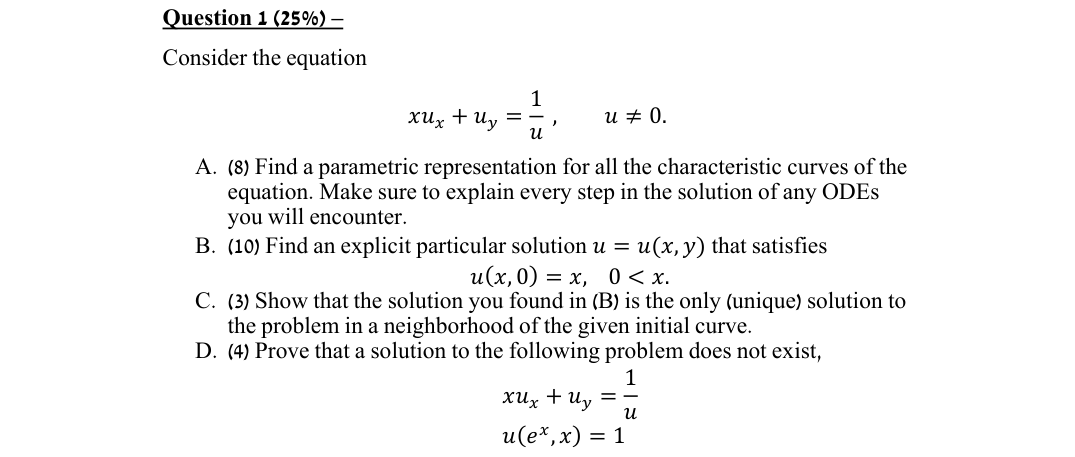 Question 1 (25%) –
Consider the equation
xuₓ + u_y = 1/u , u ≠ 0.
A. (8) Find a parametric representation for all the characteristic curves of the
equation. Make sure to explain every step in the solution of any ODEs
you will encounter.
B. (10) Find an explicit particular solution u = u(x, y) that satisfies
u(x, 0) = x, 0 < x.
C. (3) Show that the solution you found in (B) is the only (unique) solution to
the problem in a neighborhood of the given initial curve.
D. (4) Prove that a solution to the following problem does not exist,
xuₓ + u_y = 1/u
u(eˣ, x) = 1